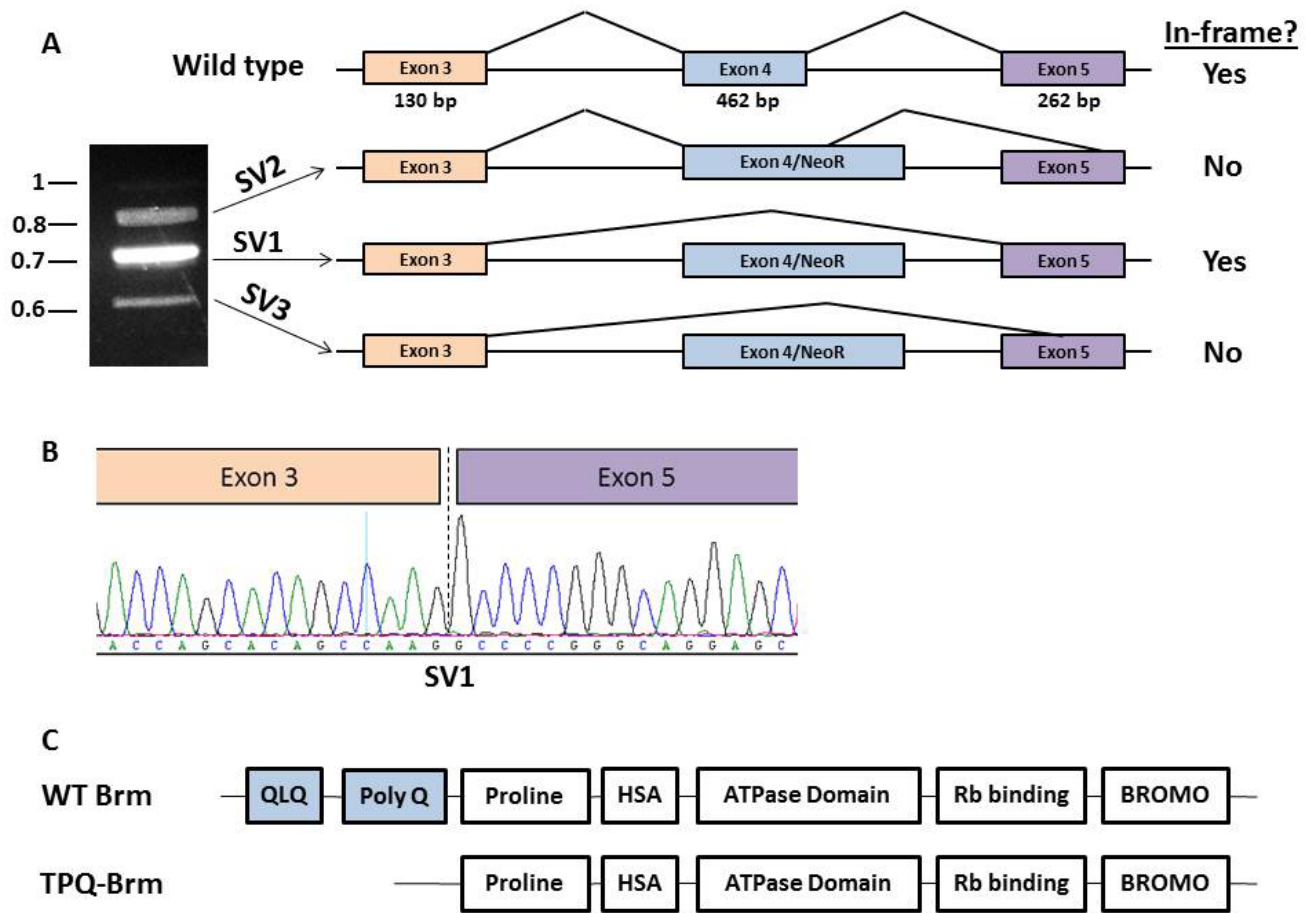 A
In-frame?
Wild type
Exon 3
Exon 4
Exon 5
Yes
130 bp
462 bp
262 bp
SV2
Exon 3
Exon 4/NeoR
Exon 5
No
1
0.8
SV1
Exon 3
Exon 4/NeoR
Exon 5
Yes
0.7
0.6
SV3
Exon 3
Exon 4/NeoR
Exon 5
No
B
Exon 3
Exon 5
A C C A G C A C A G C C A A G G C C C C G G G C A G G A G C
SV1
C
WT Brm
QLQ
Poly Q
Proline
HSA
ATPase Domain
Rb binding
BROMO
TPQ-Brm
Proline
HSA
ATPase Domain
Rb binding
BROMO